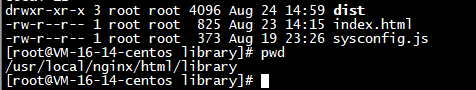 drwxr-xr-x 3 root root 4096 Aug 24 14:59 dist
-rw-r--r-- 1 root root  825 Aug 23 14:15 index.html
-rw-r--r-- 1 root root  373 Aug 19 23:26 sysconfig.js
[root@VM-16-14-centos library]# pwd
/usr/local/nginx/html/library
[root@VM-16-14-centos library]#